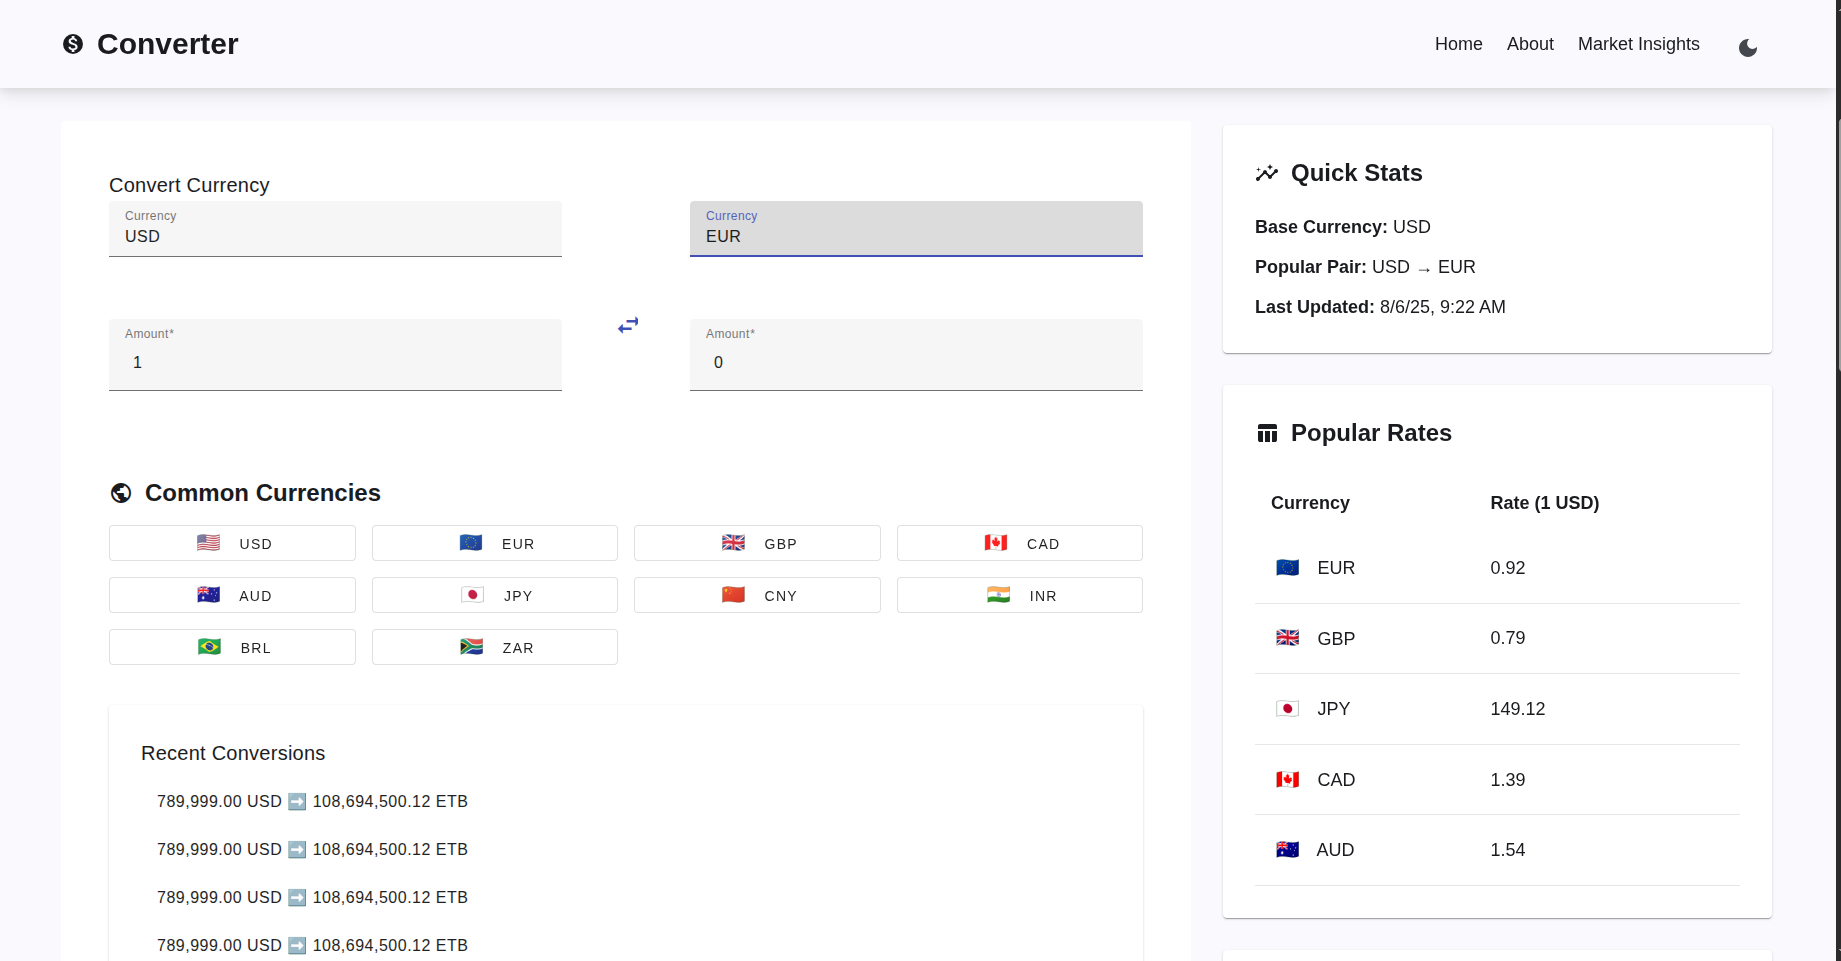 Converter
Home About Market Insights
Convert Currency
Currency
USD
Currency
EUR
Amount*
1
Amount*
0
Common Currencies
USD EUR GBP CAD
AUD JPY CNY INR
BRL ZAR
Recent Conversions
789,999.00 USD ➡️ 108,694,500.12 ETB
789,999.00 USD ➡️ 108,694,500.12 ETB
789,999.00 USD ➡️ 108,694,500.12 ETB
789,999.00 USD ➡️ 108,694,500.12 ETB
Quick Stats
Base Currency: USD
Popular Pair: USD → EUR
Last Updated: 8/6/25, 9:22 AM
Popular Rates
Currency Rate (1 USD)
EUR 0.92
GBP 0.79
JPY 149.12
CAD 1.39
AUD 1.54